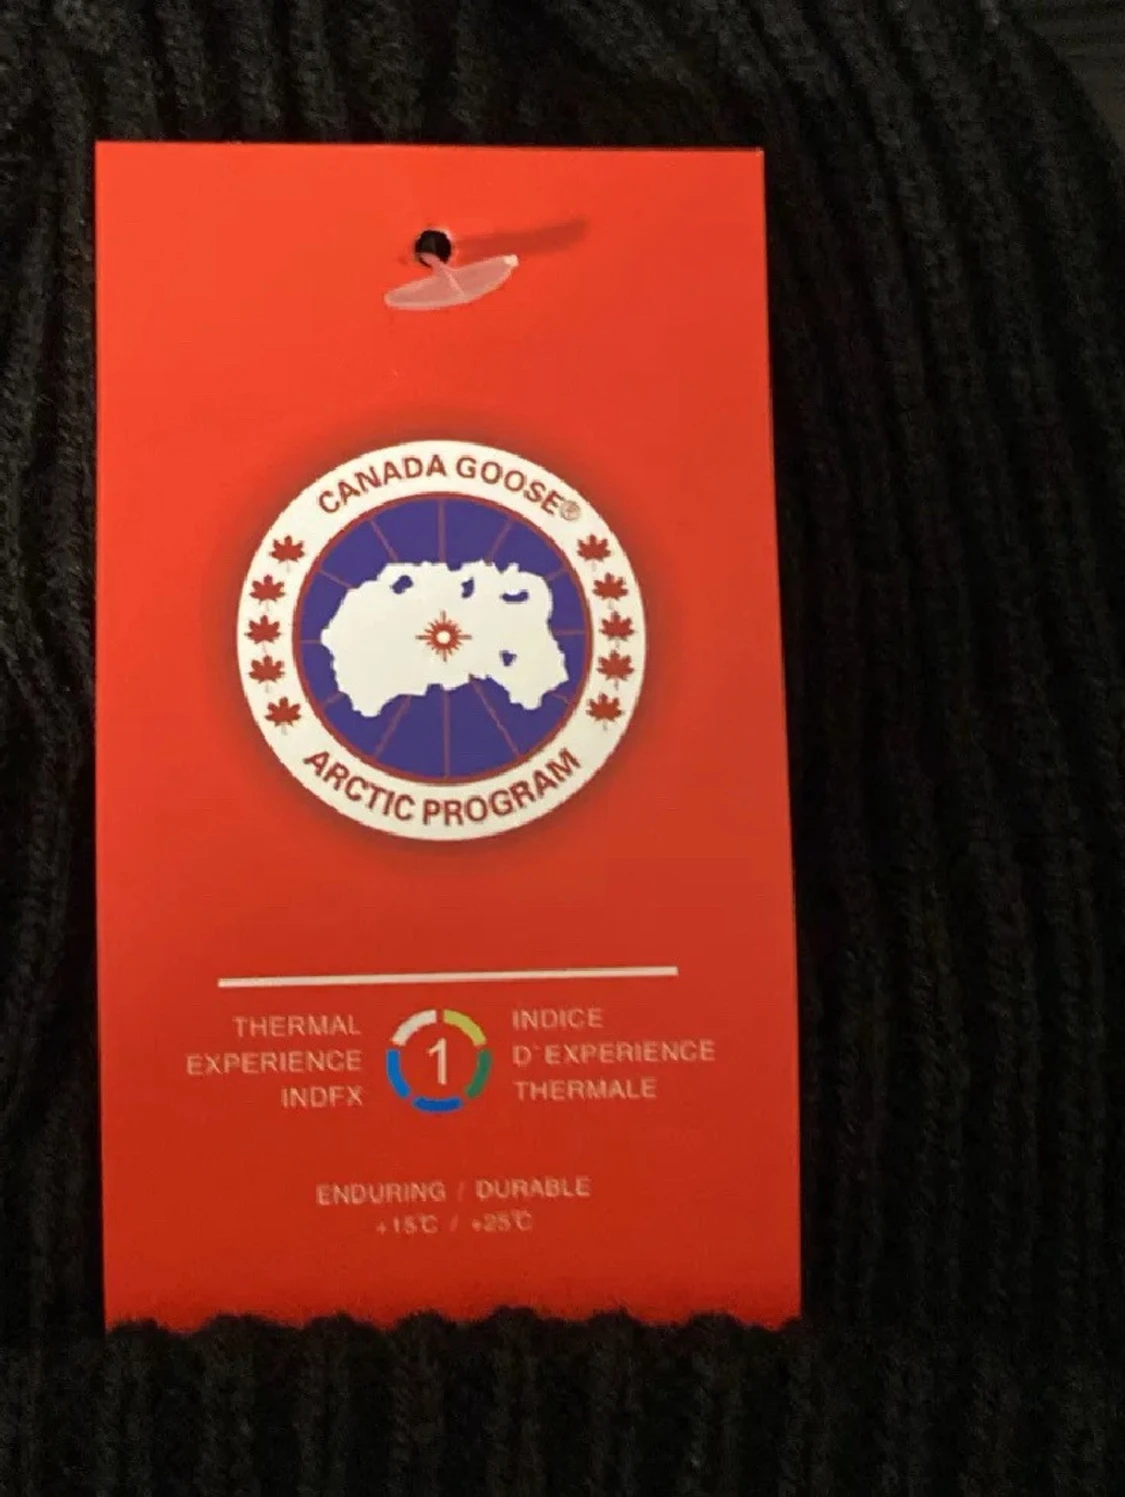 CANADA GOOSE®
ARCTIC PROGRAM
THERMAL
EXPERIENCE
INDFX
1
INDICE
D`EXPERIENCE
THERMALE
ENDURING / DURABLE
+15℃ / +25℃